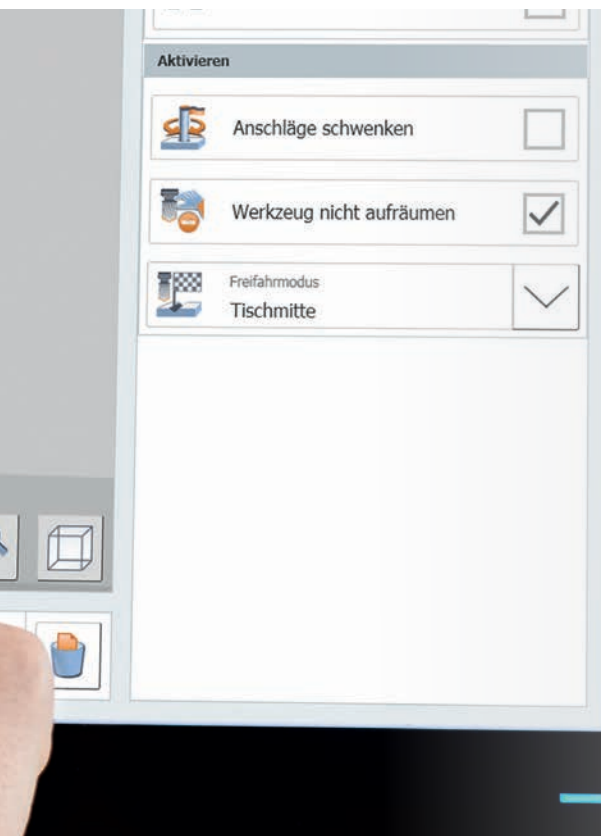 Aktivieren
Anschläge schwenken
Werkzeug nicht aufräumen
Freifahrmodus
Tischmitte